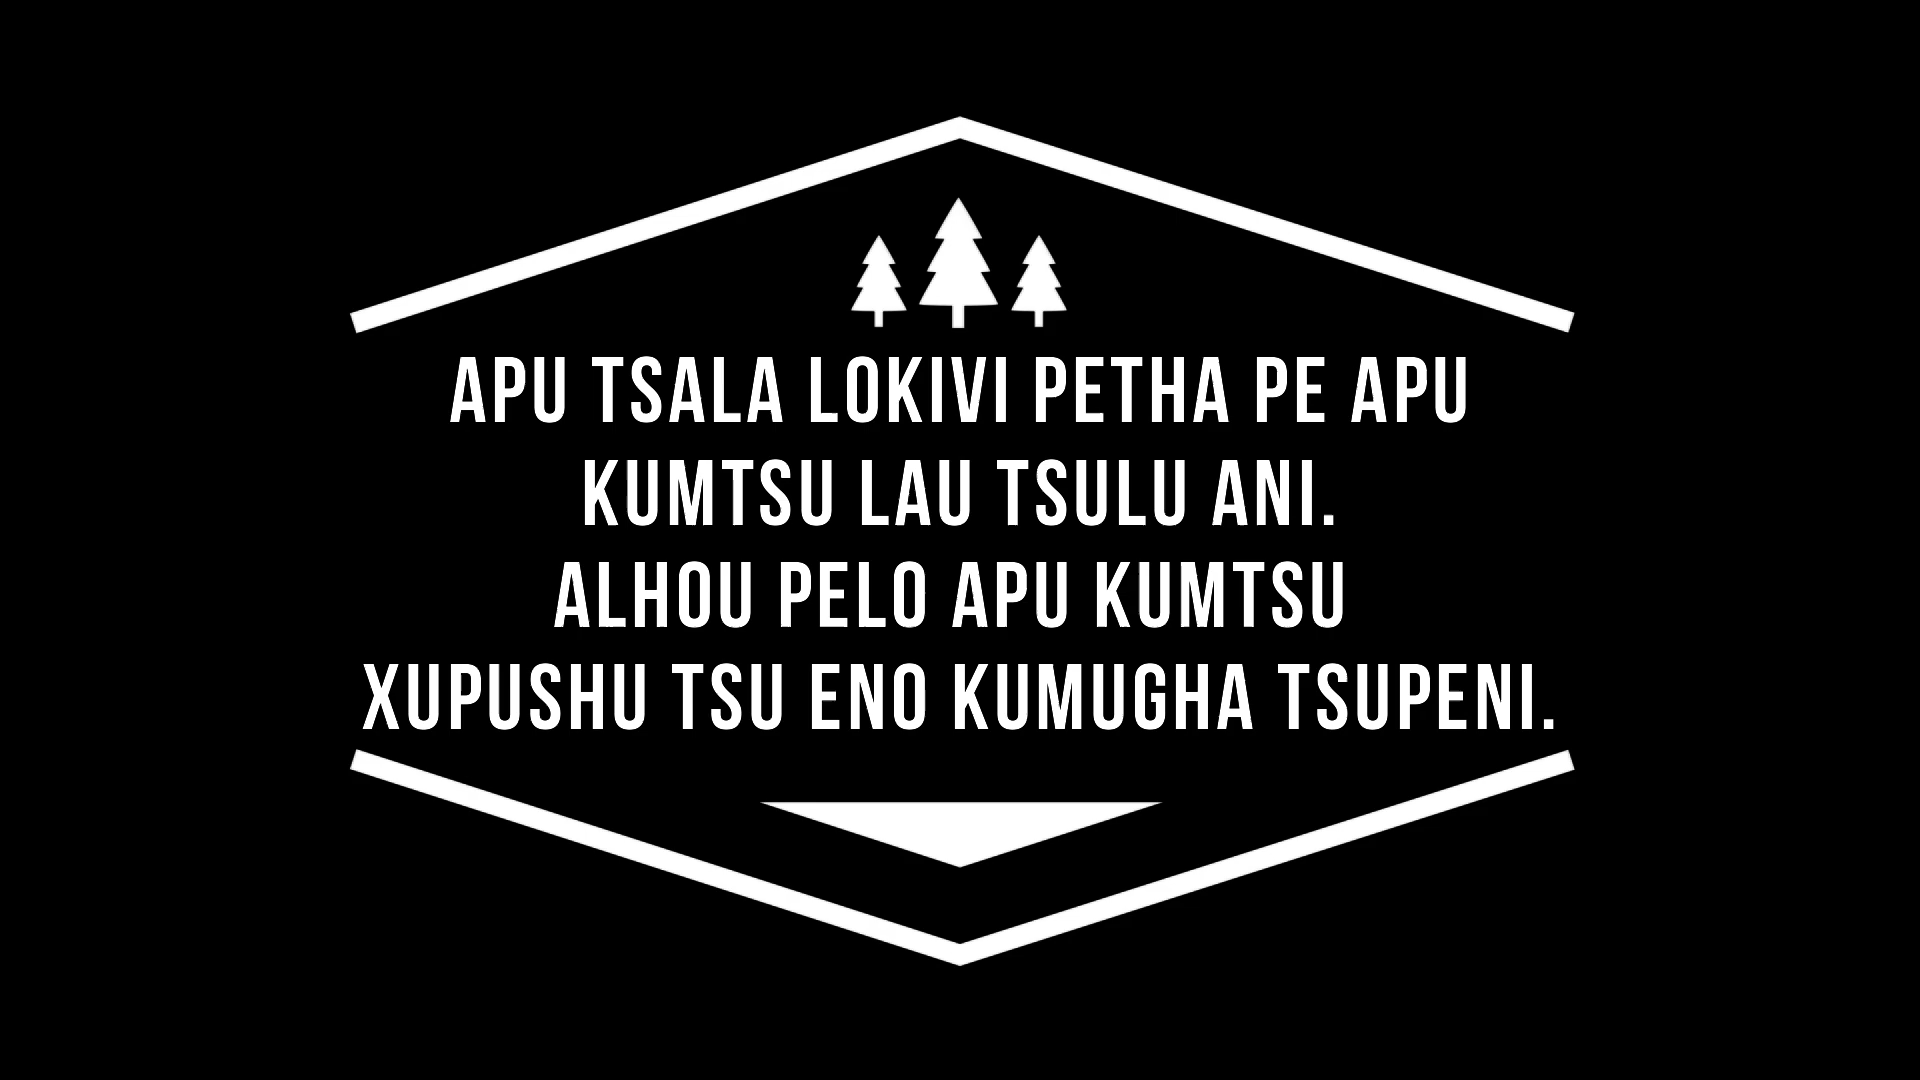 APU TSALA LOKIVI PETHA PE APU
KUMTSU LAU TSULU ANI.
ALHOU PELO APU KUMTSU
XUPUSHU TSU ENO KUMUGHA TSUPENI.